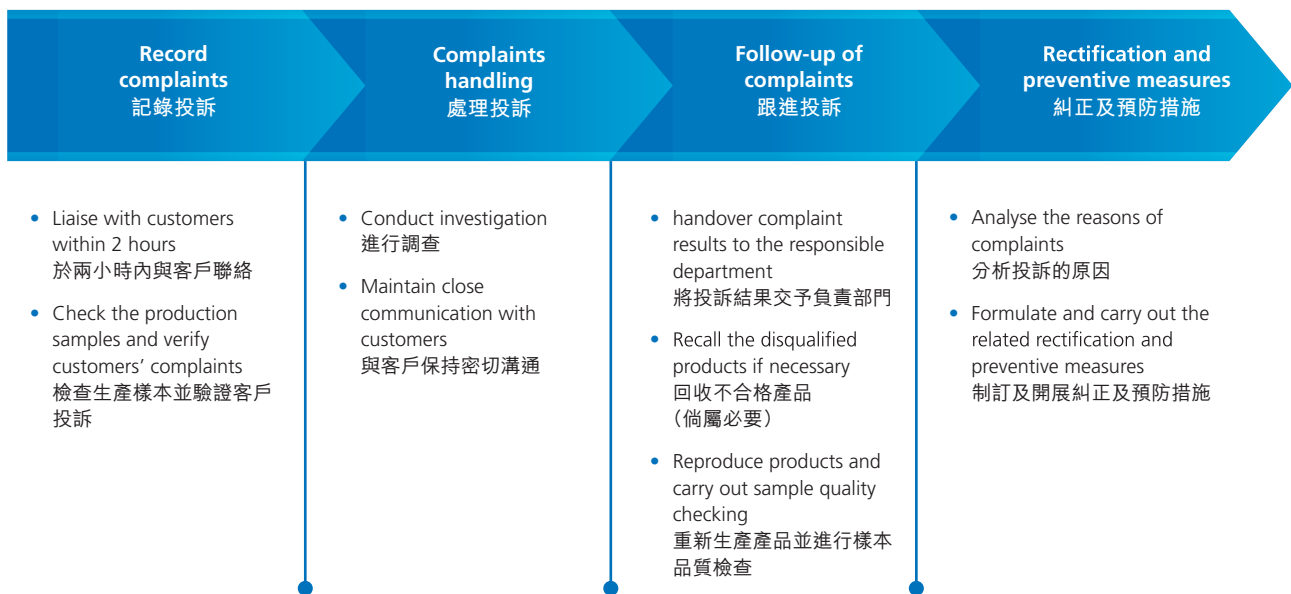 Record
complaints
記錄投訴
Complaints
handling
處理投訴
Follow-up of
complaints
跟進投訴
Rectification and
preventive measures
糾正及預防措施
• Liaise with customers
within 2 hours
於兩小時內與客戶聯絡
• Check the production
samples and verify
customers’ complaints
檢查生產樣本並驗證客戶
投訴
• Conduct investigation
進行調查
• Maintain close
communication with
customers
與客戶保持密切溝通
• handover complaint
results to the responsible
department
將投訴結果交予負責部門
• Recall the disqualified
products if necessary
回收不合格產品
（倘屬必要）
• Reproduce products and
carry out sample quality
checking
重新生產產品並進行樣本
品質檢查
• Analyse the reasons of
complaints
分析投訴的原因
• Formulate and carry out the
related rectification and
preventive measures
制訂及開展糾正及預防措施